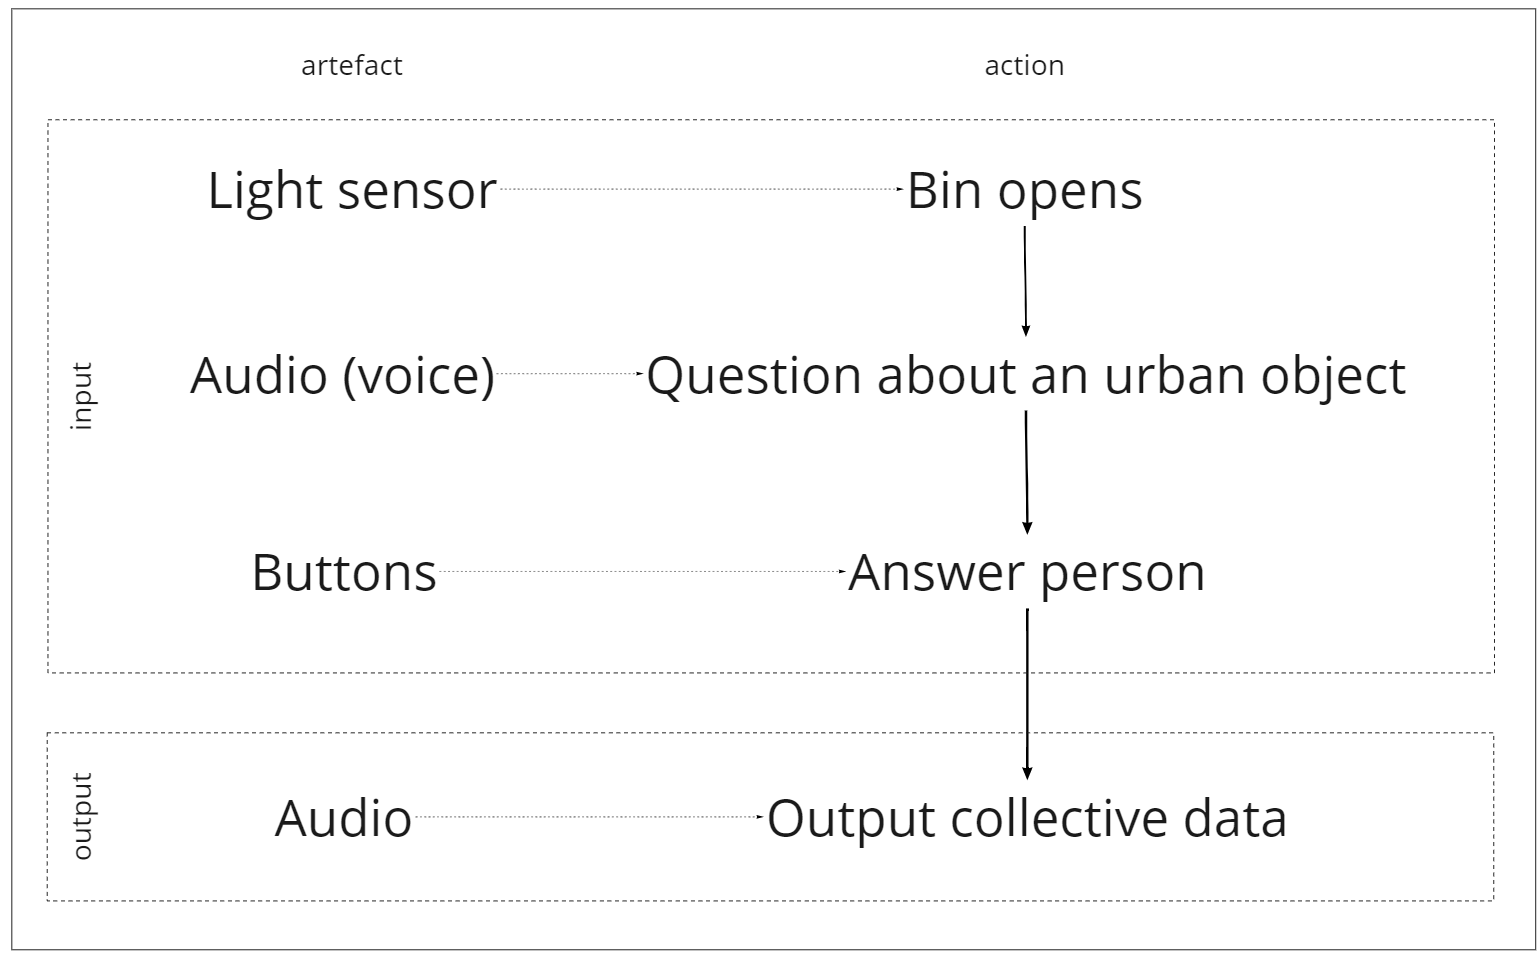 artefact
action
Light sensor
Bin opens
input
Audio (voice)
Question about an urban object
Buttons
Answer person
output
Audio
Output collective data